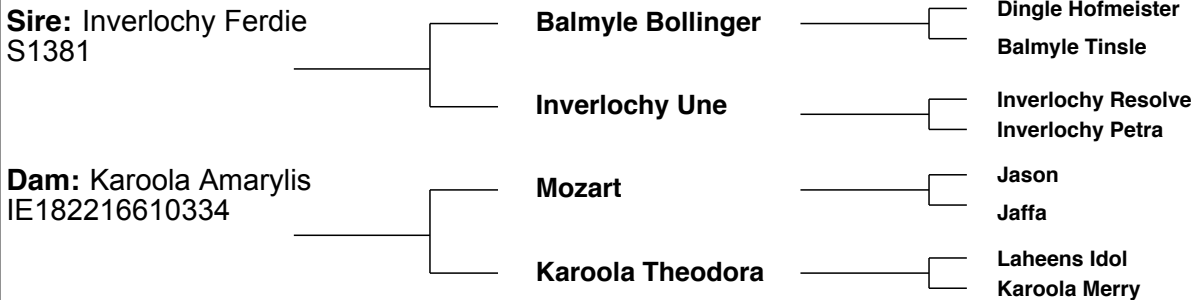 Sire: Inverlochy Ferdie
S1381
Balmyle Bollinger
Dingle Hofmeister
Balmyle Tinsle
Inverlochy Une
Inverlochy Resolve
Inverlochy Petra
Dam: Karoola Amarylis
IE182216610334
Mozart
Jason
Jaffa
Karoola Theodora
Laheens Idol
Karoola Merry